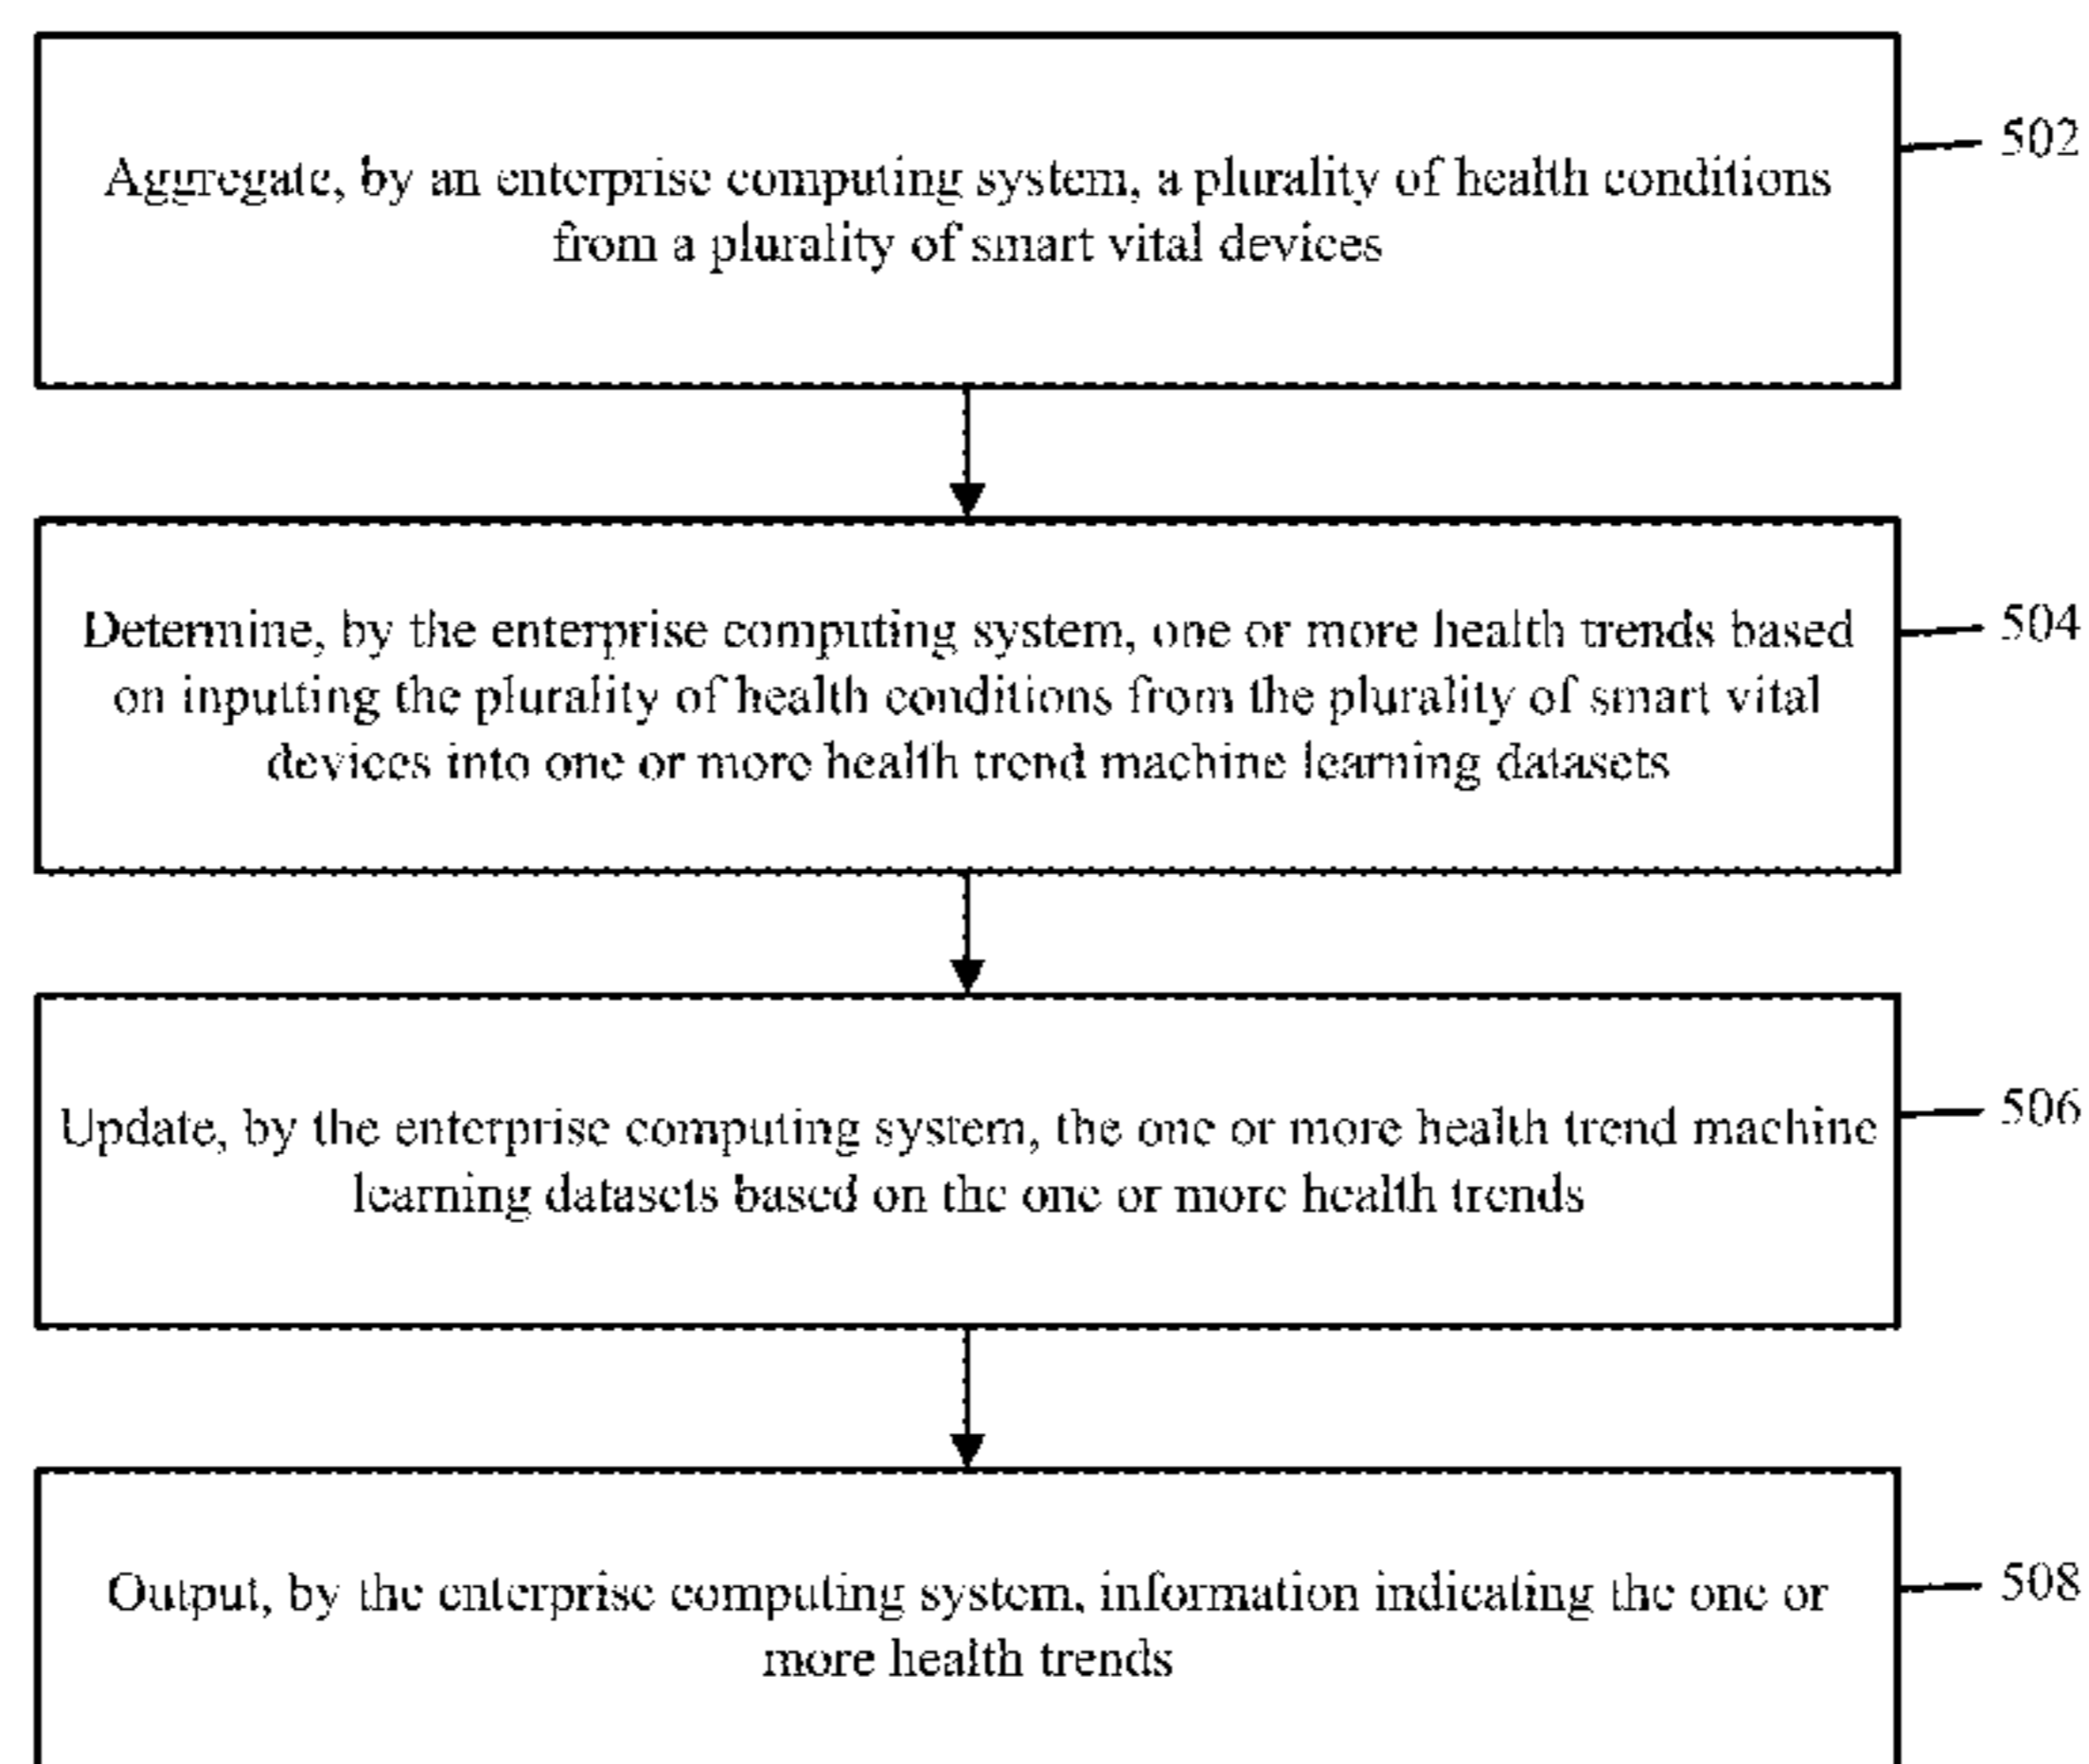 Aggregate, by an enterprise computing system, a plurality of health conditions
from a plurality of smart vital devices
502
Determine, by the enterprise computing system, one or more health trends based
on inputting the plurality of health conditions from the plurality of smart vital
devices into one or more health trend machine learning datasets
504
Update, by the enterprise computing system, the one or more health trend machine
learning datasets based on the one or more health trends
506
Output, by the enterprise computing system, information indicating the one or
more health trends
508